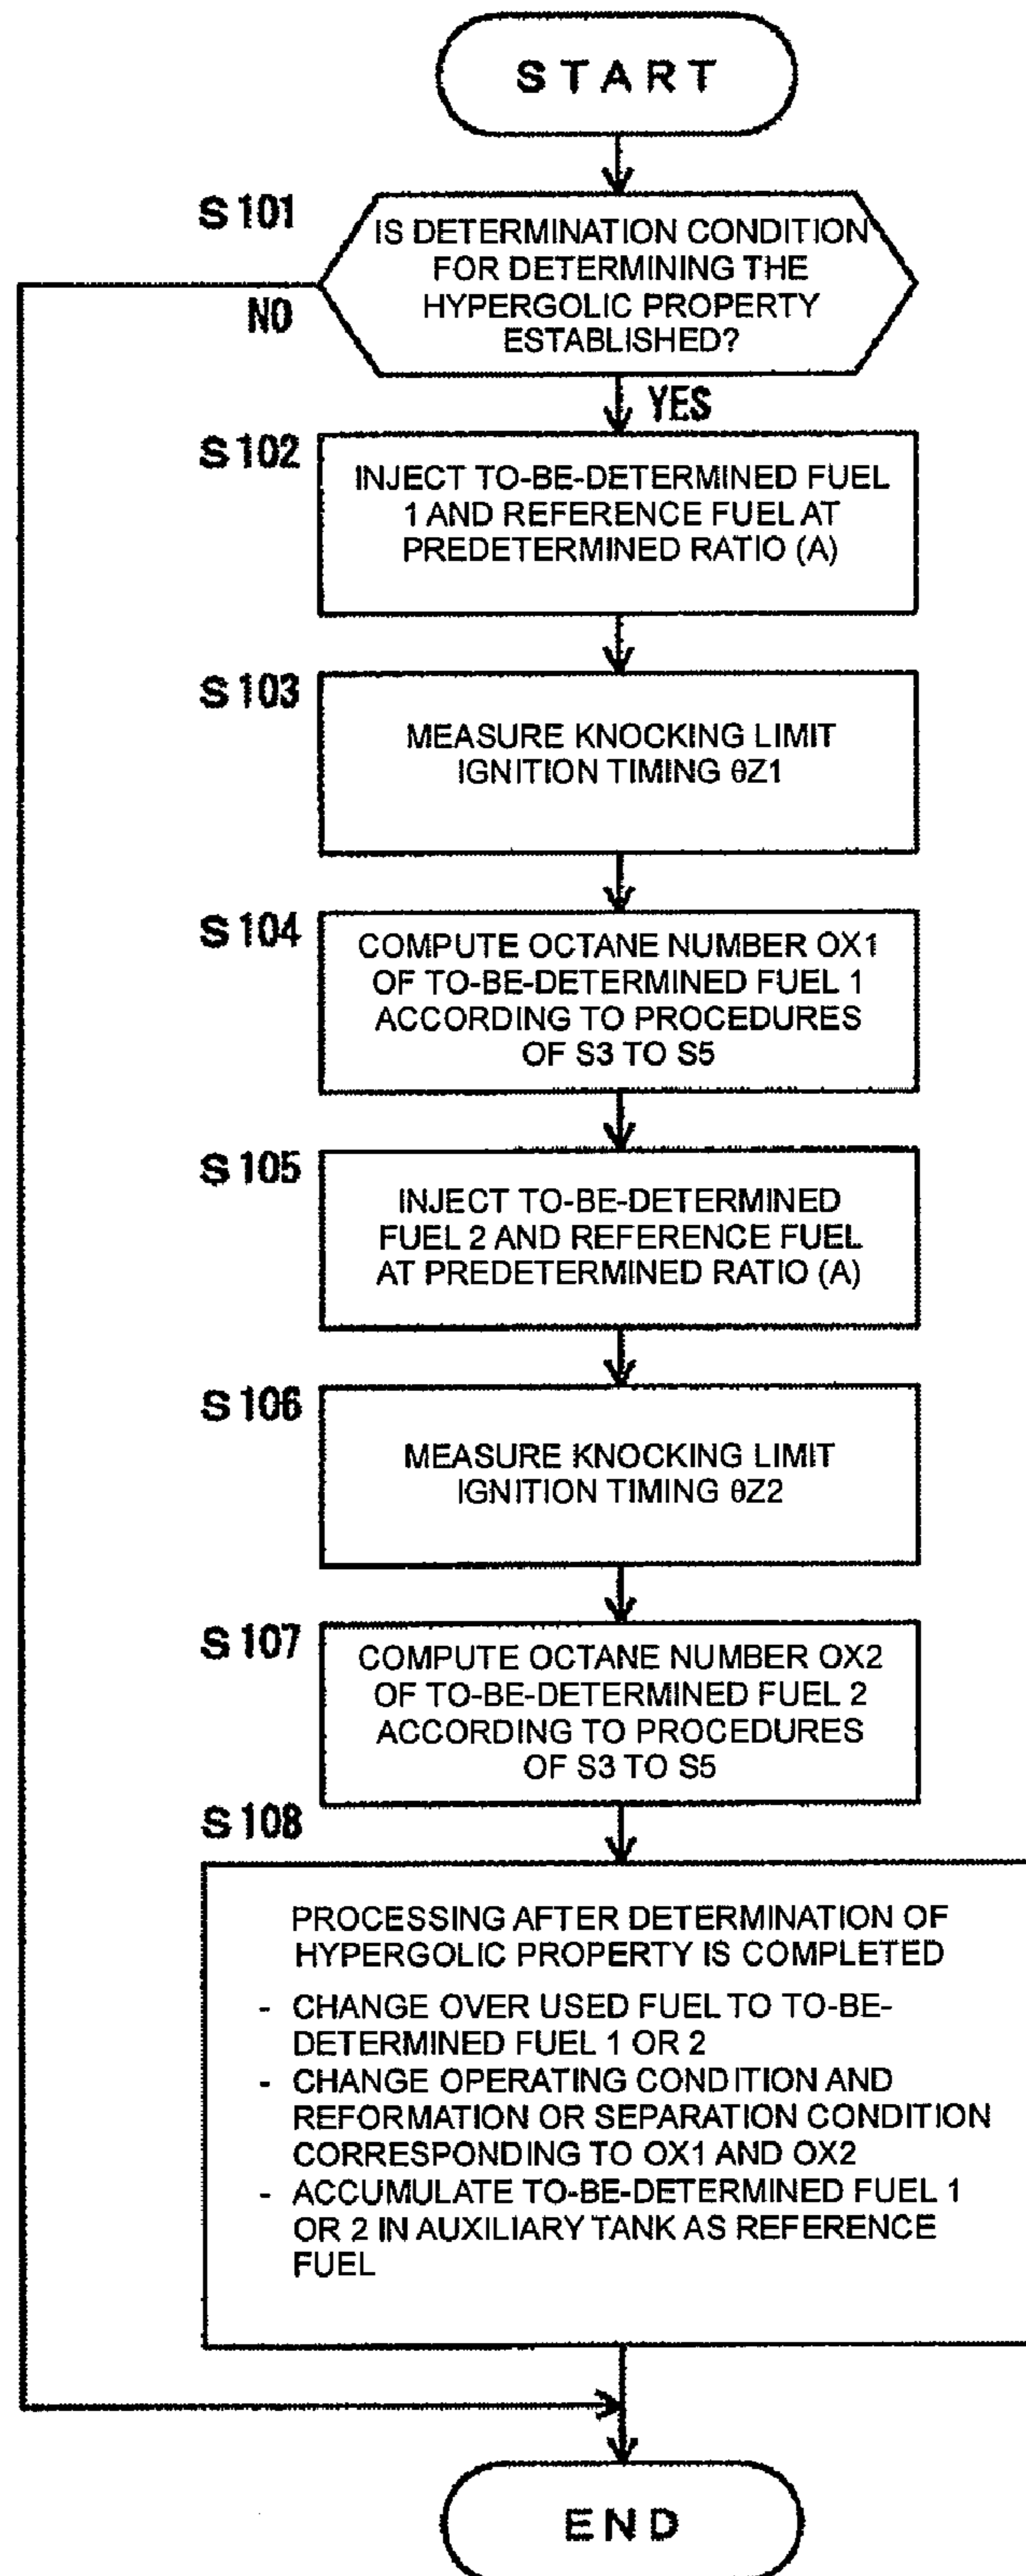 START
S101
IS DETERMINATION CONDITION
FOR DETERMINING THE
HYPERGOLIC PROPERTY
ESTABLISHED?
NO
YES
S102
INJECT TO-BE-DETERMINED FUEL
1 AND REFERENCE FUEL AT
PREDETERMINED RATIO (A)
S103
MEASURE KNOCKING LIMIT
IGNITION TIMING θZ1
S104
COMPUTE OCTANE NUMBER OX1
OF TO-BE-DETERMINED FUEL 1
ACCORDING TO PROCEDURES
OF S3 TO S5
S105
INJECT TO-BE-DETERMINED
FUEL 2 AND REFERENCE FUEL
AT PREDETERMINED RATIO (A)
S106
MEASURE KNOCKING LIMIT
IGNITION TIMING θZ2
S107
COMPUTE OCTANE NUMBER OX2
OF TO-BE-DETERMINED FUEL 2
ACCORDING TO PROCEDURES
OF S3 TO S5
S108
PROCESSING AFTER DETERMINATION OF
HYPERGOLIC PROPERTY IS COMPLETED
- CHANGE OVER USED FUEL TO TO-BE-
DETERMINED FUEL 1 OR 2
- CHANGE OPERATING CONDITION AND
REFORMATION OR SEPARATION CONDITION
CORRESPONDING TO OX1 AND OX2
- ACCUMULATE TO-BE-DETERMINED FUEL 1
OR 2 IN AUXILIARY TANK AS REFERENCE
FUEL
END